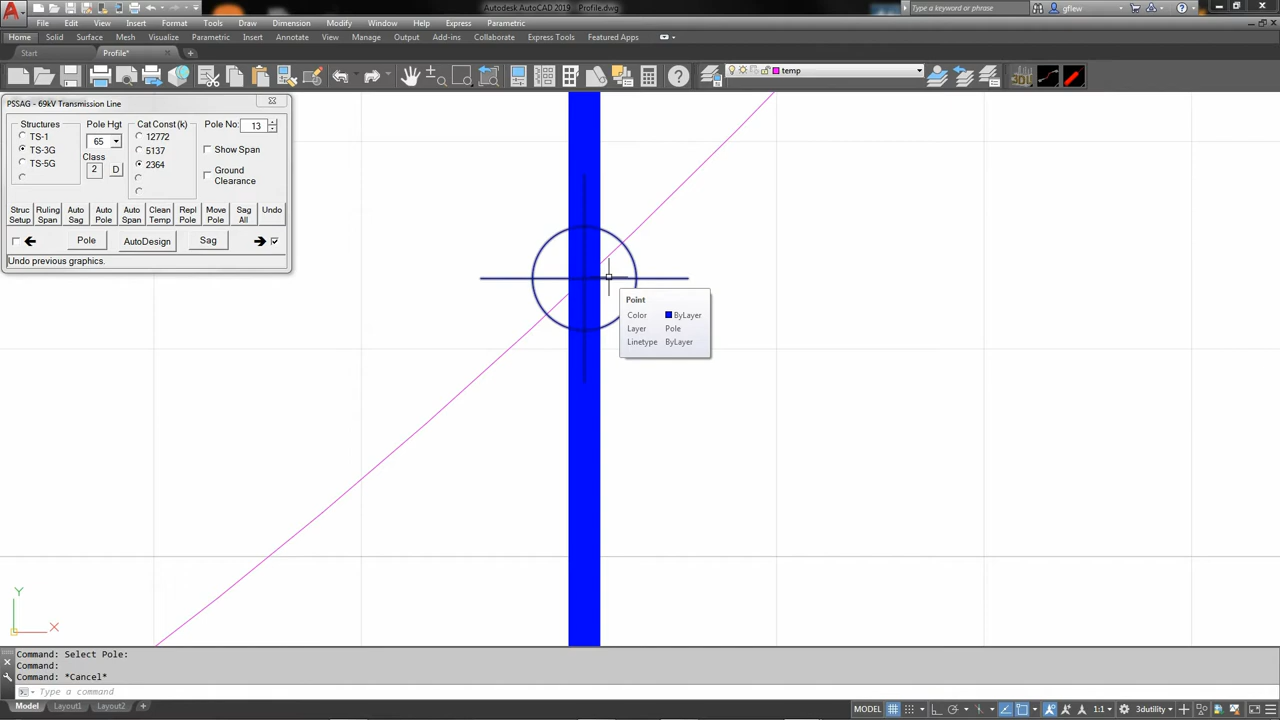 Autodesk AutoCAD 2019 Profile.dwg
Type a keyword or phrase
gflew
File Edit View Insert Format Tools Draw Dimension Modify Window Help Express Parametric
Home Solid Surface Mesh Visualize Parametric Insert Annotate View Manage Output Add-ins Collaborate Express Tools Featured Apps
Start Profile*
temp
PSSAG - 69kV Transmission Line
Structures
TS-1
TS-3G
TS-5G
Pole Hgt
65
Class
2 D
Cat Const (k)
12772
5137
2364
Pole No: 13
Show Span
Ground
Clearance
Struc Setup
Ruling Span
Auto Sag
Auto Pole
Auto Span
Clean Temp
Repl Pole
Move Pole
Sag All
Undo
Pole AutoDesign Sag
Undo previous graphics.
Point
Color ByLayer
Layer Pole
Linetype ByLayer
Y
X
Command: Select Pole:
Command:
Command: *Cancel*
Type a command
Model Layout1 Layout2 +
MODEL 1:1 3dutility